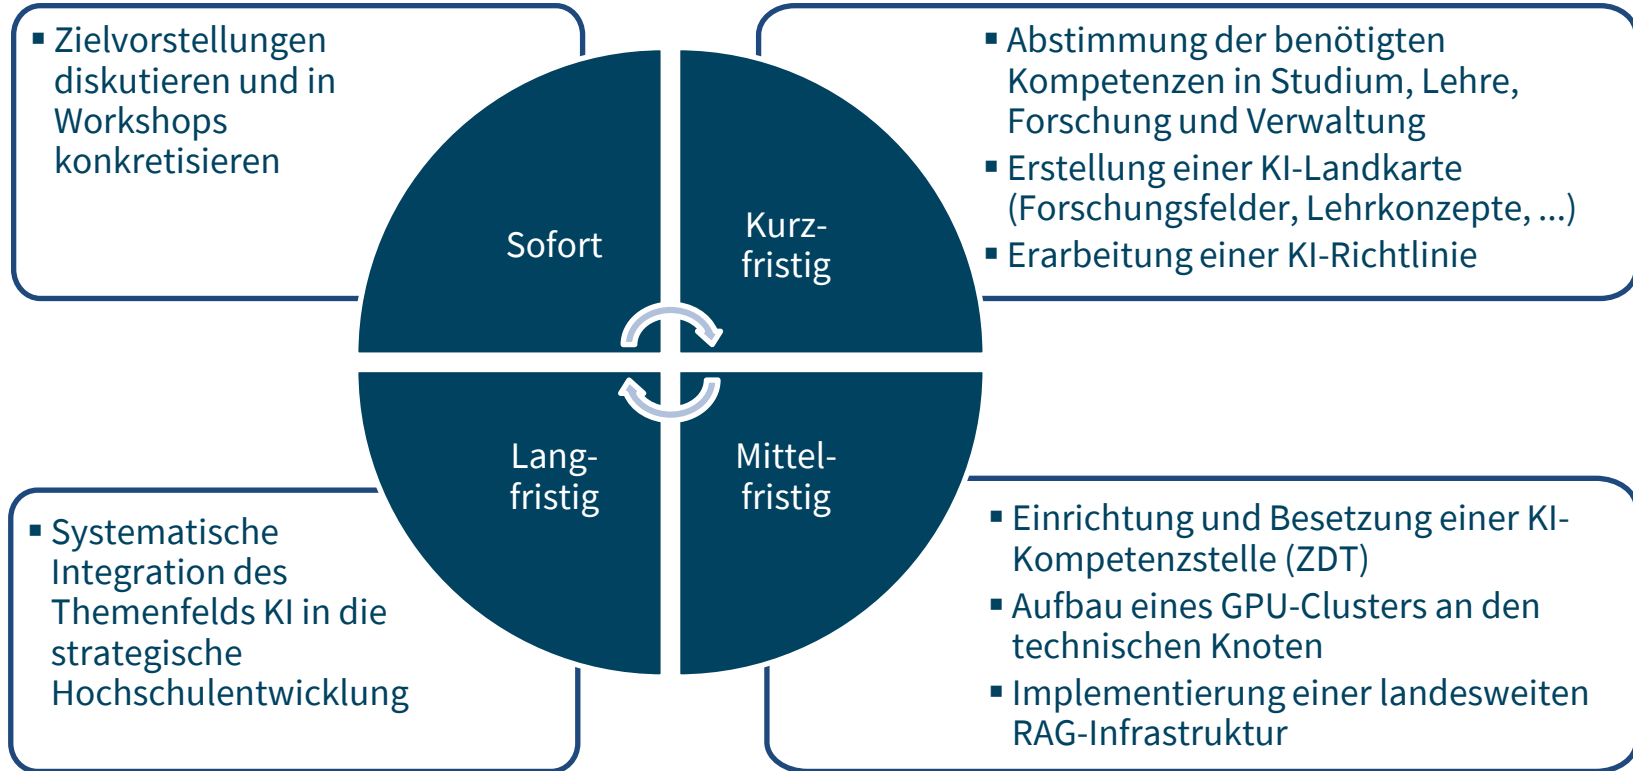 ▪ Zielvorstellungen
diskutieren und in
Workshops
konkretisieren
Sofort
▪ Abstimmung der benötigten
Kompetenzen in Studium, Lehre,
Forschung und Verwaltung
▪ Erstellung einer KI-Landkarte
(Forschungsfelder, Lehrkonzepte, ...)
▪ Erarbeitung einer KI-Richtlinie
Kurz-
fristig
▪ Systematische
Integration des
Themenfelds KI in die
strategische
Hochschulentwicklung
Lang-
fristig
Mittel-
fristig
▪ Einrichtung und Besetzung einer KI-
Kompetenzstelle (ZDT)
▪ Aufbau eines GPU-Clusters an den
technischen Knoten
▪ Implementierung einer landesweiten
RAG-Infrastruktur